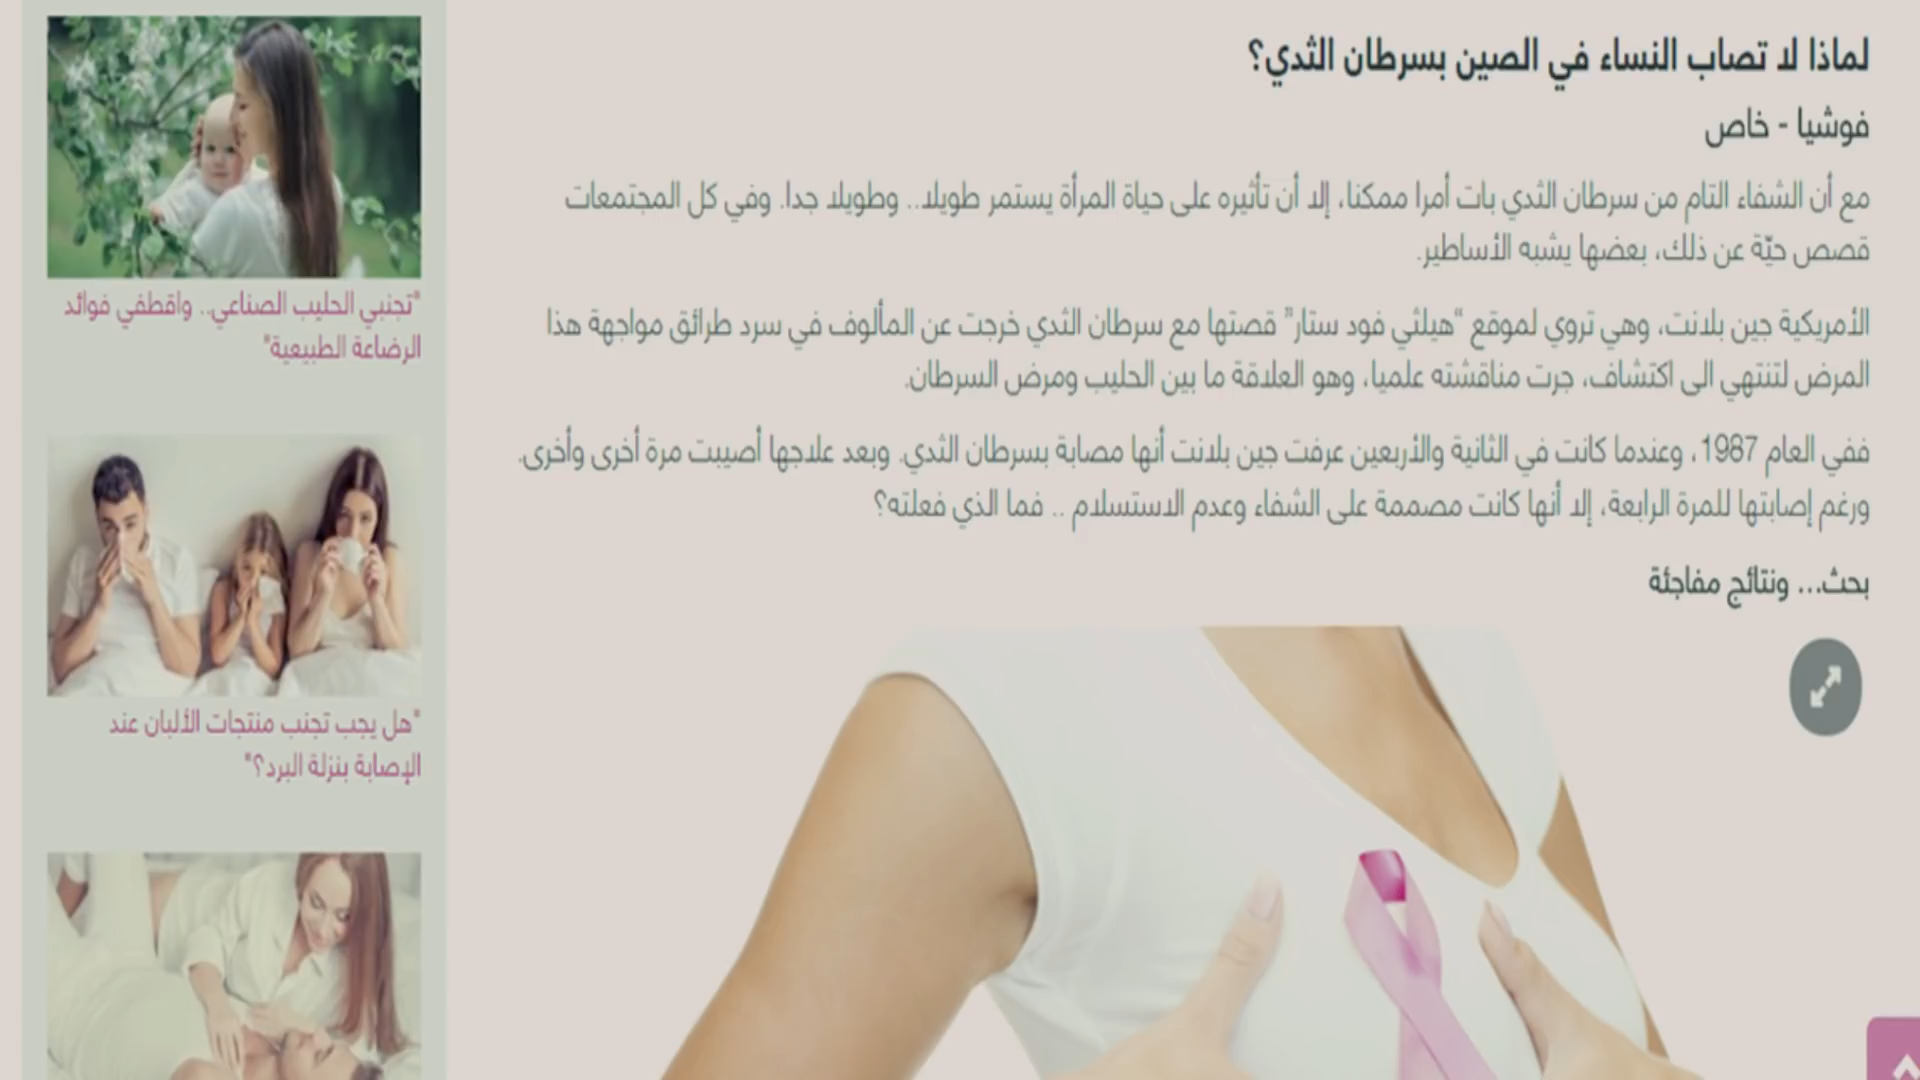 لماذا لا تصاب النساء في الصين بسرطان الثدي؟
فوشيا - خاص
مع أن الشفاء التام من سرطان الثدي بات أمرا ممكنا، إلا أن تأثيره على حياة المرأة يستمر طويلا.. وطويلا جدا. وفي كل المجتمعات
قصص حيّة عن ذلك، بعضها يشبه الأساطير.
الأمريكية جين بلانت، وهي تروي لموقع “هيلثي فود ستار” قصتها مع سرطان الثدي خرجت عن المألوف في سرد طرائق مواجهة هذا
المرض لتنتهي الى اكتشاف، جرت مناقشته علميا، وهو العلاقة ما بين الحليب ومرض السرطان.
ففي العام 1987، وعندما كانت في الثانية والأربعين عرفت جين بلانت أنها مصابة بسرطان الثدي. وبعد علاجها أصيبت مرة أخرى وأخرى.
ورغم إصابتها للمرة الرابعة، إلا أنها كانت مصممة على الشفاء وعدم الاستسلام .. فما الذي فعلته؟
بحث... ونتائج مفاجئة
"تجنبي الحليب الصناعي.. واقطفي فوائد
الرضاعة الطبيعية"
"هل يجب تجنب منتجات الألبان عند
الإصابة بنزلة البرد؟"